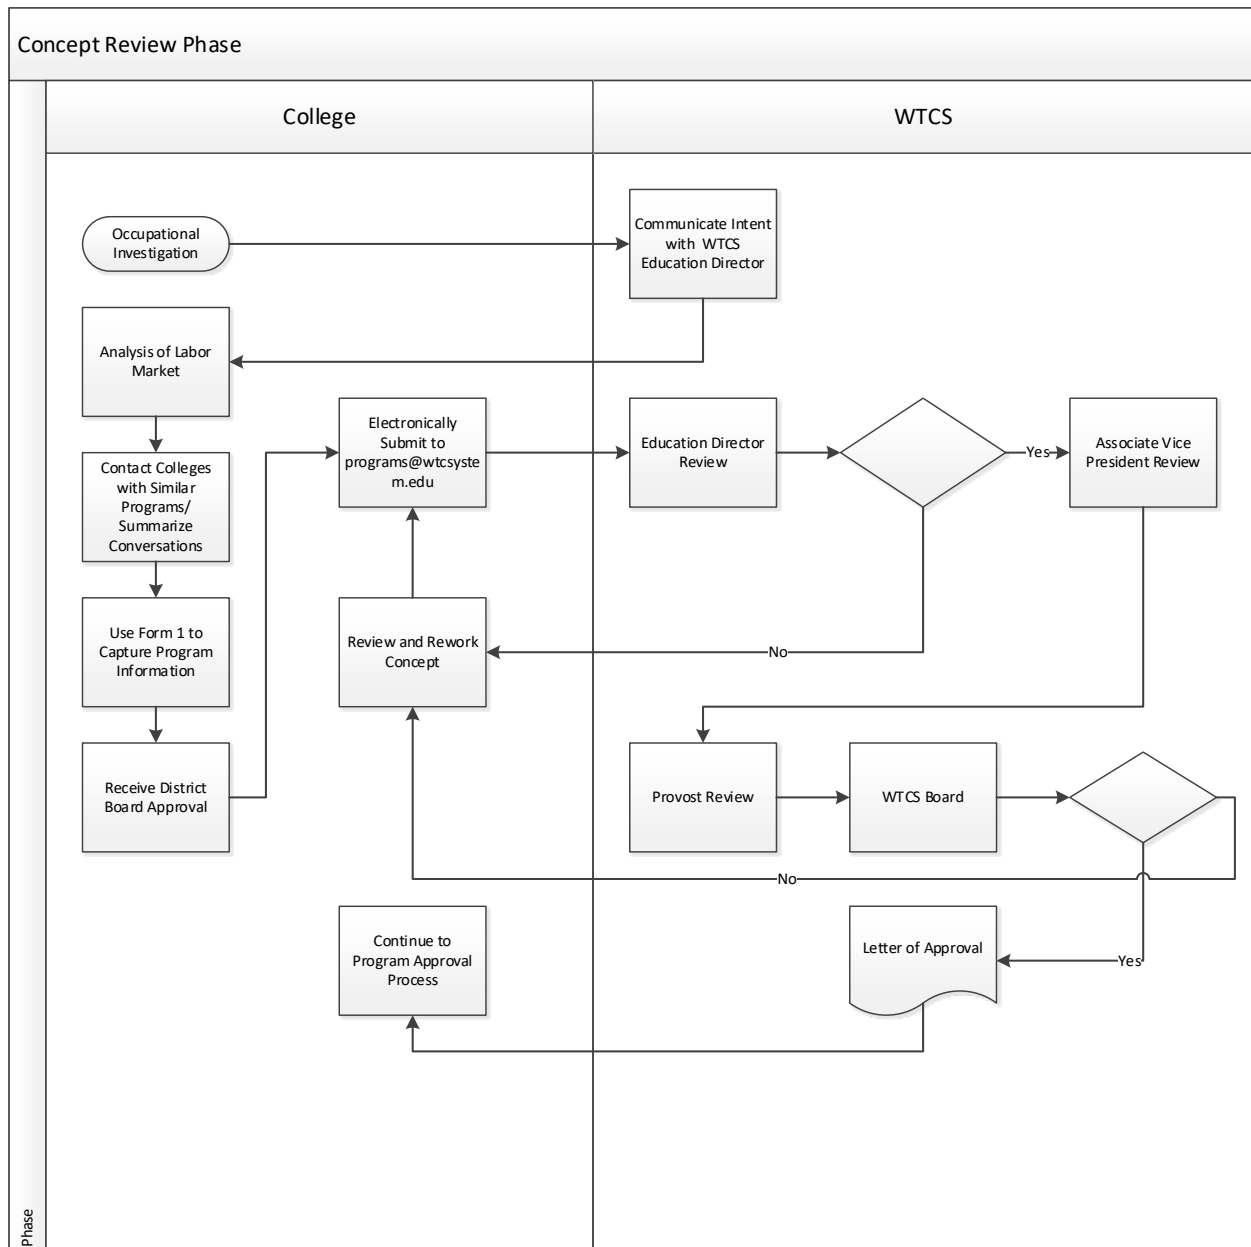 Concept Review Phase
College
WTCS
Occupational
Investigation
Communicate Intent
with WTCS
Education Director
Analysis of Labor
Market
Contact Colleges
with Similar
Programs/
Summarize
Conversations
Use Form 1 to
Capture Program
Information
Receive District
Board Approval
Electronically
Submit to
programs@wtcsyste
m.edu
Education Director
Review
Yes
Associate Vice
President Review
Review and Rework
Concept
No
Provost Review
WTCS Board
No
Continue to
Program Approval
Process
Letter of Approval
Yes
Phase